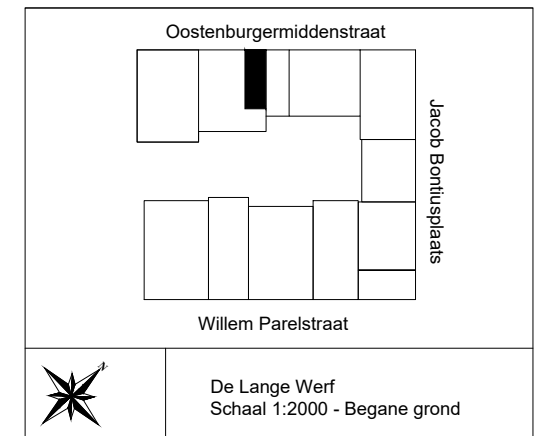 Oostenburgermiddenstraat
Jacob Bontiusplaats
Willem Parelstraat
N
De Lange Werf
Schaal 1:2000 - Begane grond